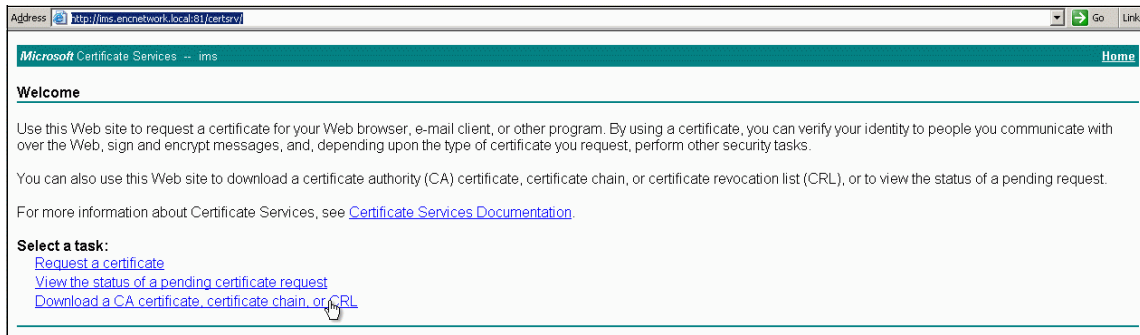 Address http://ims.encnetwork.local:81/certsrv/ Go Link
Microsoft Certificate Services -- ims Home
Welcome
Use this Web site to request a certificate for your Web browser, e-mail client, or other program. By using a certificate, you can verify your identity to people you communicate with
over the Web, sign and encrypt messages, and, depending upon the type of certificate you request, perform other security tasks.
You can also use this Web site to download a certificate authority (CA) certificate, certificate chain, or certificate revocation list (CRL), or to view the status of a pending request.
For more information about Certificate Services, see Certificate Services Documentation.
Select a task:
Request a certificate
View the status of a pending certificate request
Download a CA certificate, certificate chain, or CRL